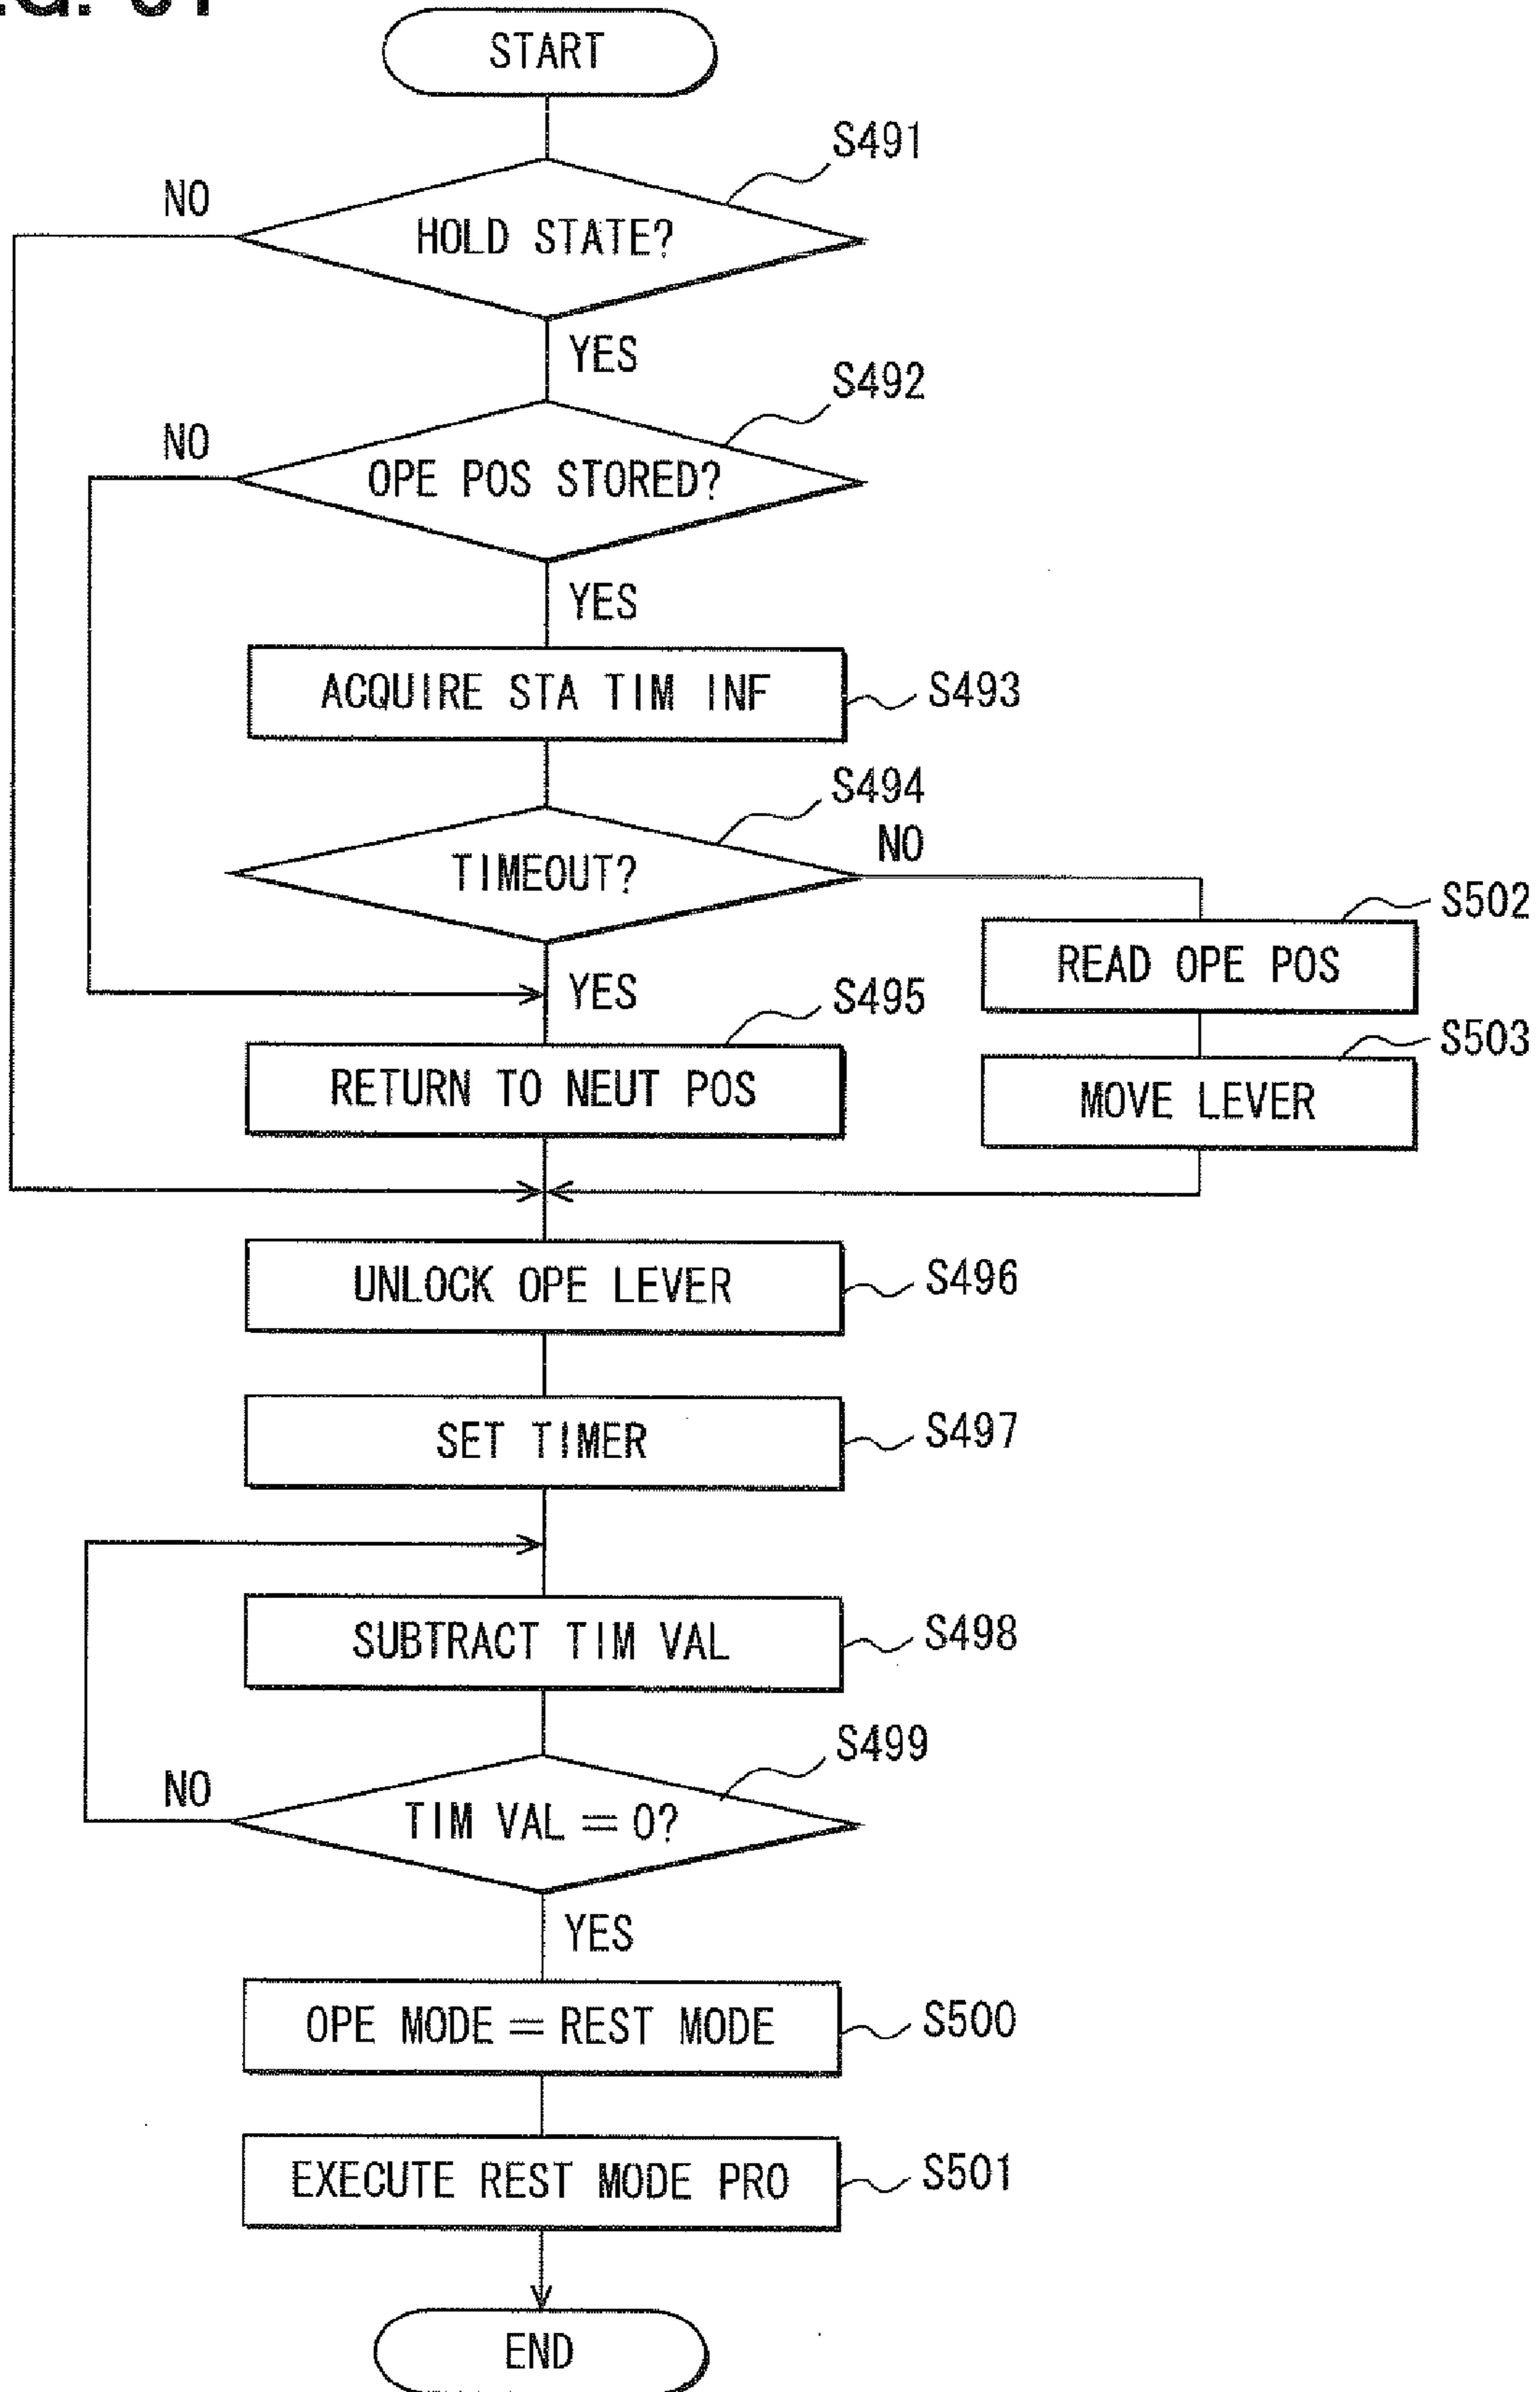 START
S491
NO
HOLD STATE?
YES
S492
NO
OPE POS STORED?
YES
ACQUIRE STA TIM INF
S493
S494
TIMEOUT?
NO
S502
READ OPE POS
YES
S495
S503
RETURN TO NEUT POS
MOVE LEVER
UNLOCK OPE LEVER
S496
SET TIMER
S497
SUBTRACT TIM VAL
S498
S499
NO
TIM VAL = 0?
YES
OPE MODE = REST MODE
S500
EXECUTE REST MODE PRO
S501
END